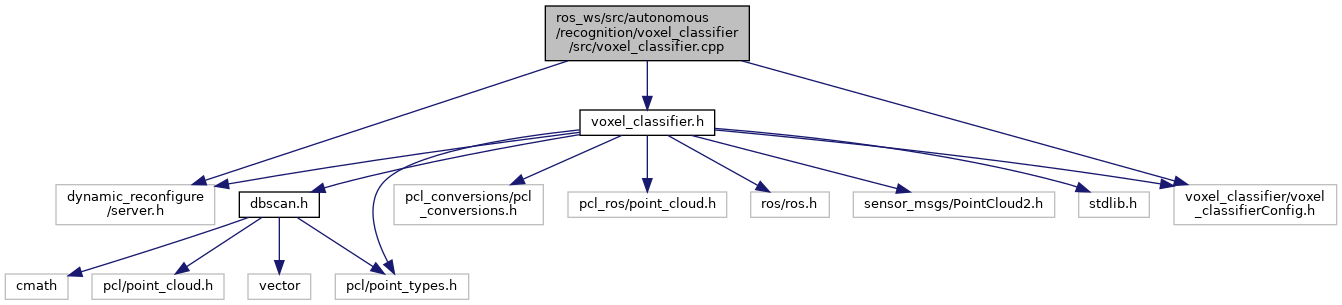 ros_ws/src/autonomous
/recognition/voxel_classifier
/src/voxel_classifier.cpp
voxel_classifier.h
dynamic_reconfigure
/server.h
dbscan.h
pcl_conversions/pcl
_conversions.h
pcl_ros/point_cloud.h
ros/ros.h
sensor_msgs/PointCloud2.h
stdlib.h
voxel_classifier/voxel
_classifierConfig.h
cmath
pcl/point_cloud.h
vector
pcl/point_types.h